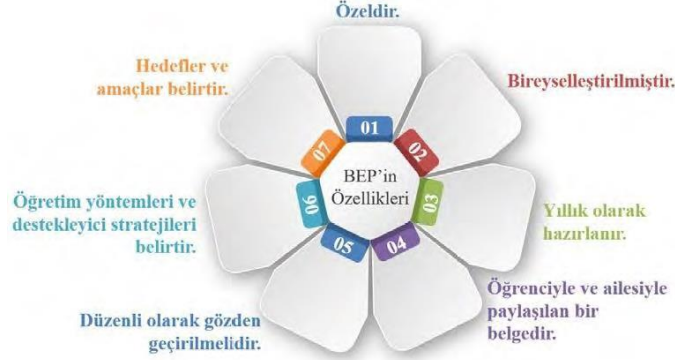 Özeldir.
01
Bireyselleştirilmiştir.
02
Yıllık olarak
hazırlanır.
03
Öğrenciyle ve ailesiyle
paylaşılan bir
belgedir.
04
Düzenli olarak gözden
geçirilmelidir.
05
Öğretim yöntemleri ve
destekleyici stratejileri
belirtir.
06
Hedefler ve
amaçlar belirtir.
07
BEP’in
Özellikleri